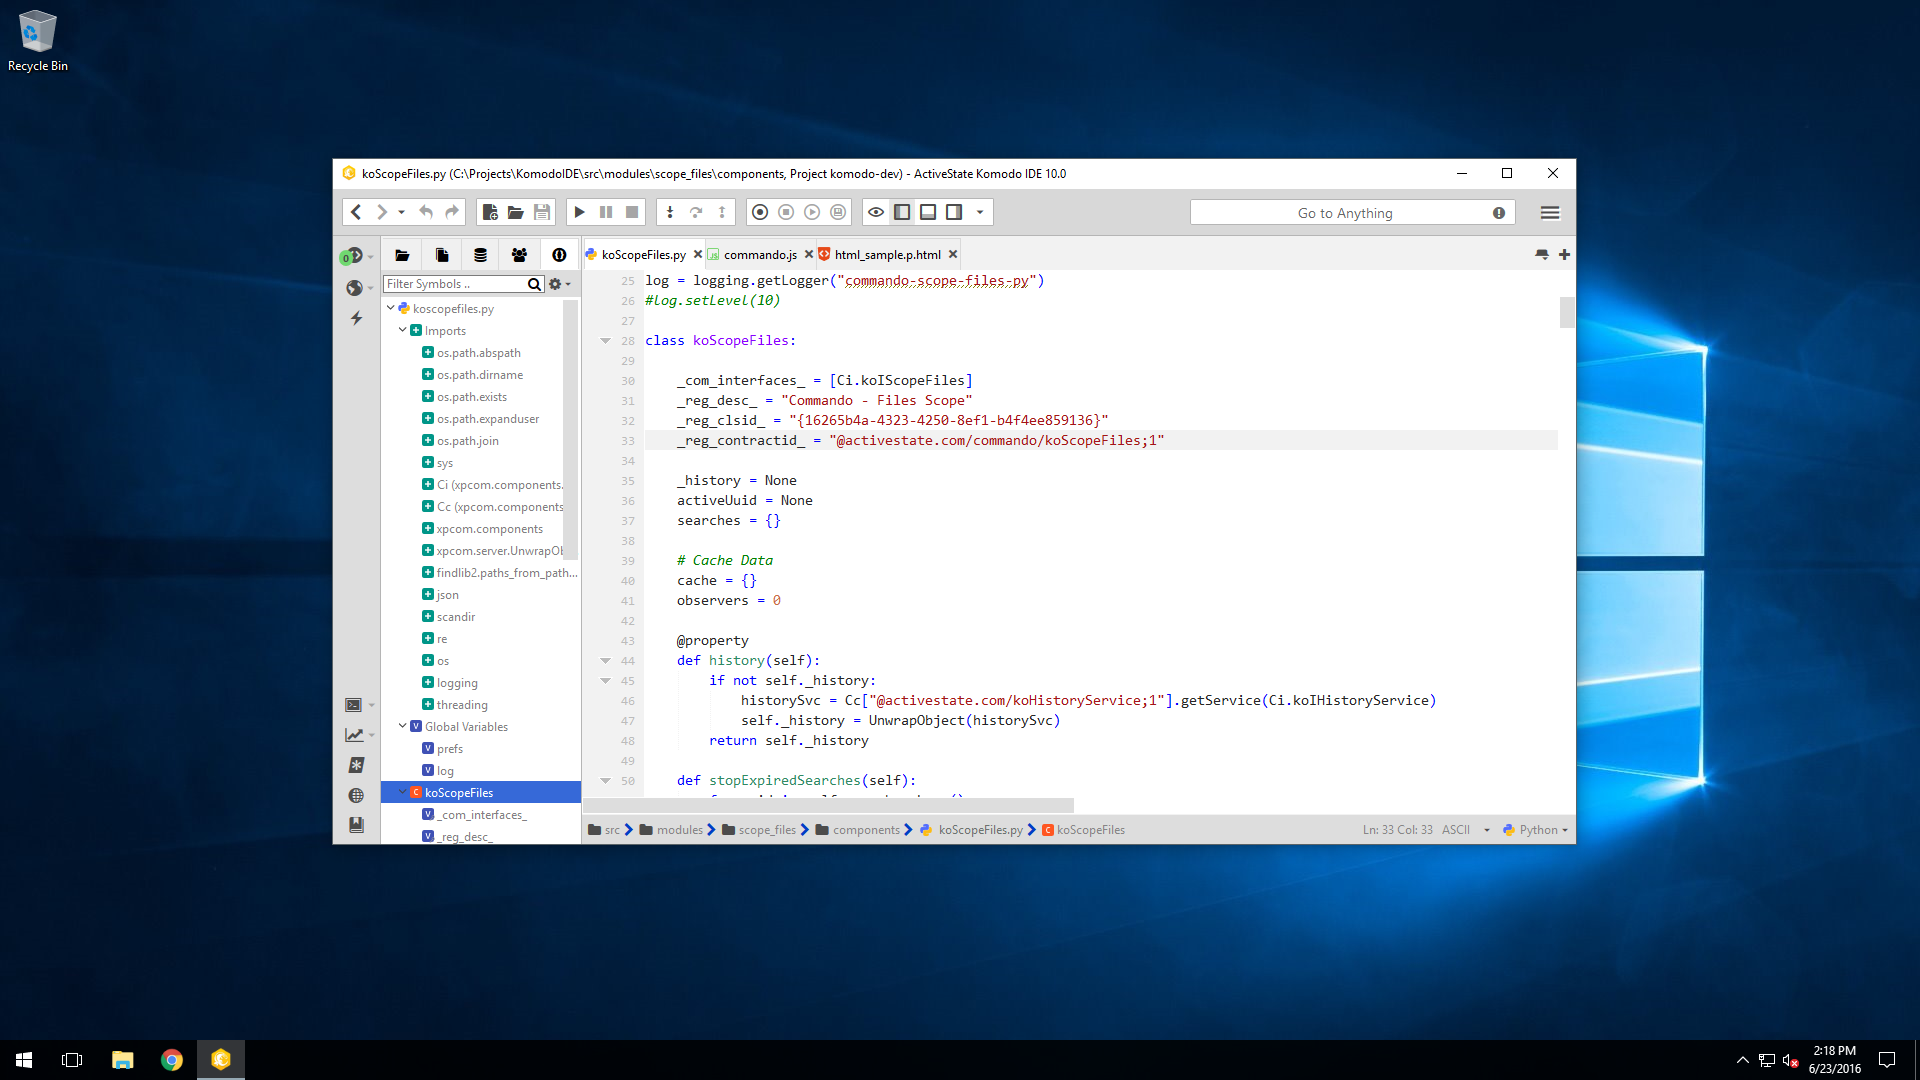 Recycle Bin
koScopeFiles.py (C:\Projects\KomodoIDE\src\modules\scope_files\components, Project komodo-dev) - ActiveState Komodo IDE 10.0
Go to Anything
0
koScopeFiles.py
commando.js
html_sample.p.html
Filter Symbols ..
koscopefiles.py
Imports
os.path.abspath
os.path.dirname
os.path.exists
os.path.expanduser
os.path.join
sys
Ci (xpcom.components.
Cc (xpcom.components
xpcom.components
xpcom.server.UnwrapOb
findlib2.paths_from_path...
json
scandir
re
os
logging
threading
V Global Variables
V prefs
V log
C koScopeFiles
V _com_interfaces_
V _reg_desc_
25 log = logging.getLogger("commando-scope-files-py")
26 #log.setLevel(10)
27
28 class koScopeFiles:
29
30 _com_interfaces_ = [Ci.koIScopeFiles]
31 _reg_desc_ = "Commando - Files Scope"
32 _reg_clsid_ = "{16265b4a-4323-4250-8ef1-b4f4ee859136}"
33 _reg_contractid_ = "@activestate.com/commando/koScopeFiles;1"
34
35 _history = None
36 activeUuid = None
37 searches = {}
38
39 # Cache Data
40 cache = {}
41 observers = 0
42
43 @property
44 def history(self):
45 if not self._history:
46 historySvc = Cc["@activestate.com/koHistoryService;1"].getService(Ci.koIHistoryService)
47 self._history = UnwrapObject(historySvc)
48 return self._history
49
50 def stopExpiredSearches(self):
src modules scope_files components koScopeFiles.py C koScopeFiles
Ln: 33 Col: 33 ASCII Python
2:18 PM
6/23/2016